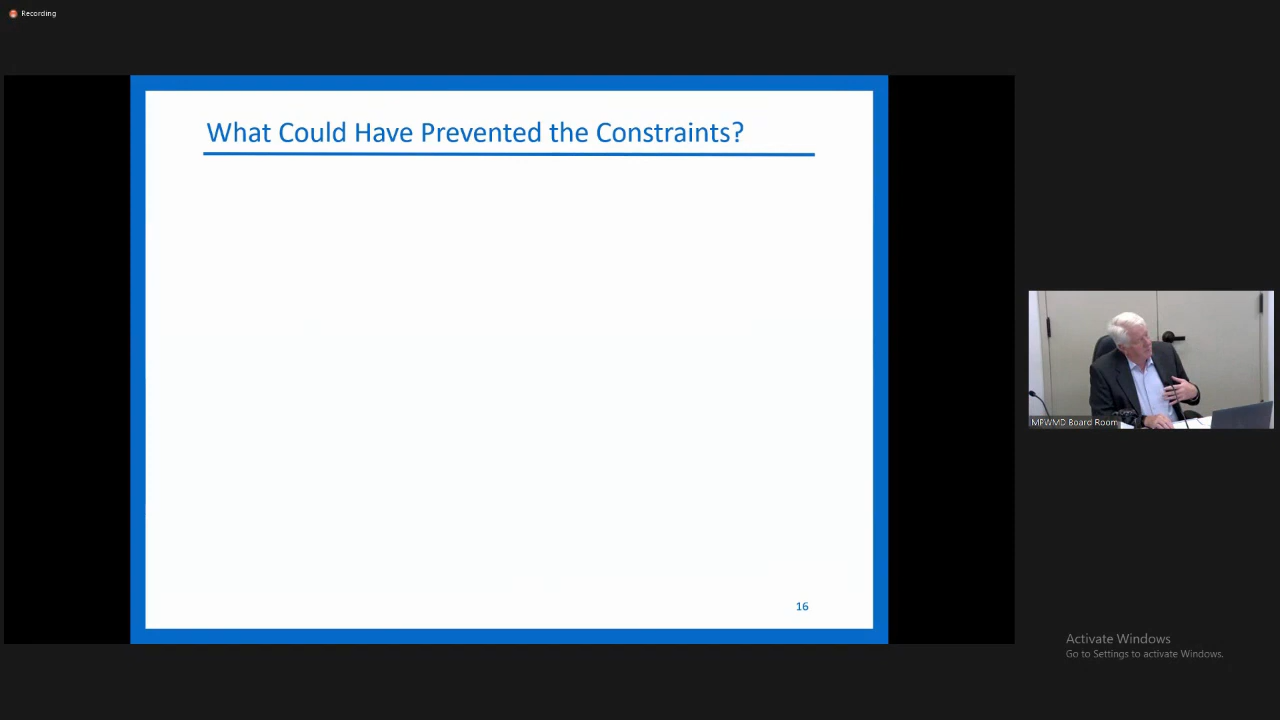 Recording
What Could Have Prevented the Constraints?
MPWMD Board Room
16
Activate Windows
Go to Settings to activate Windows.